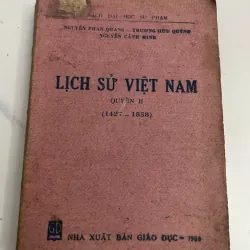 SÁCH ĐẠI HỌC SƯ PHẠM
NGUYỄN PHAN QUANG – TRƯƠNG HỮU QUÝNH
NGUYỄN CẢNH MINH
LỊCH SỬ VIỆT NAM
QUYỂN II
(1427 - 1858)
NHÀ XUẤT BẢN GIÁO DỤC –